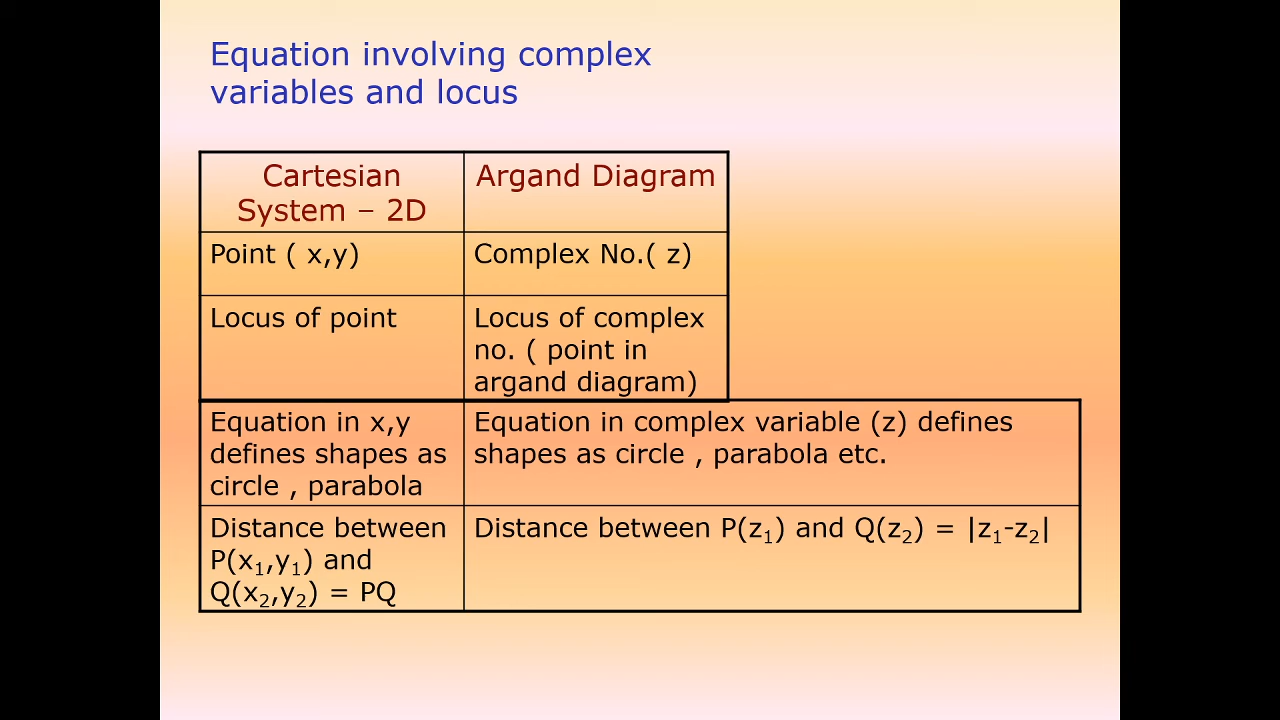 Equation involving complex
variables and locus
Cartesian
System – 2D
Argand Diagram
Point ( x,y)
Complex No.( z)
Locus of point
Locus of complex
no. ( point in
argand diagram)
Equation in x,y
defines shapes as
circle , parabola
Equation in complex variable (z) defines
shapes as circle , parabola etc.
Distance between
P(x₁,y₁) and
Q(x₂,y₂) = PQ
Distance between P(z₁) and Q(z₂) = |z₁-z₂|